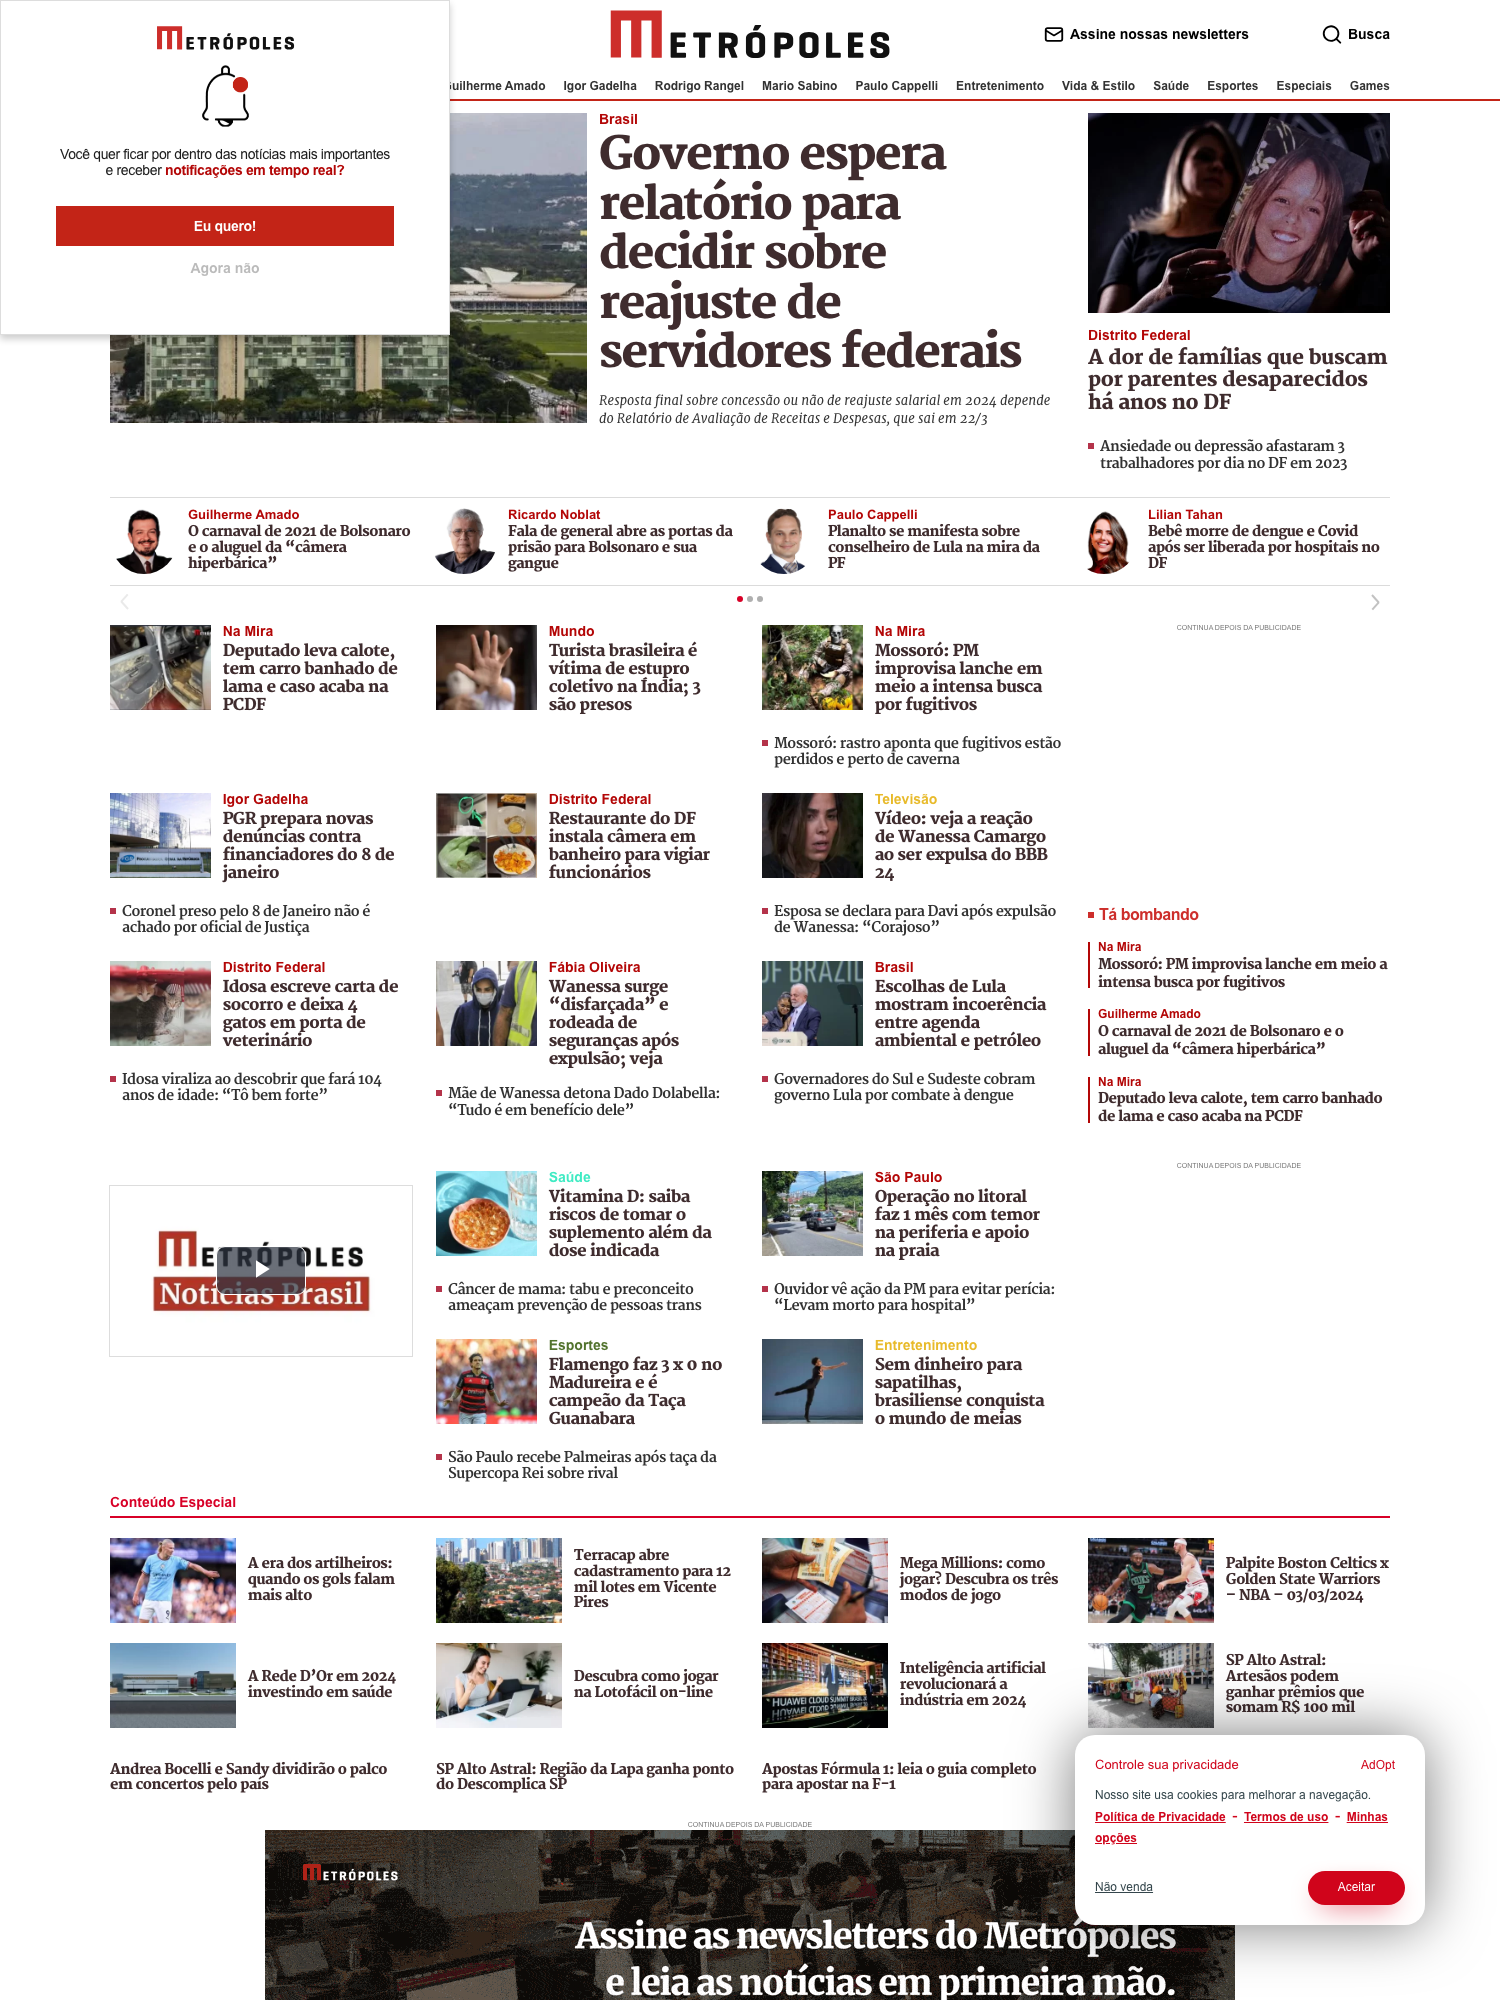 METRÓPOLES
Você quer ficar por dentro das notícias mais importantes
e receber notificações em tempo real?
Eu quero!
Agora não
METRÓPOLES
Assine nossas newsletters
Busca
Guilherme Amado Igor Gadelha Rodrigo Rangel Mario Sabino Paulo Cappelli Entretenimento Vida & Estilo Saúde Esportes Especiais Games
Brasil
Governo espera
relatório para
decidir sobre
reajuste de
servidores federais
Resposta final sobre concessão ou não de reajuste salarial em 2024 depende
do Relatório de Avaliação de Receitas e Despesas, que sai em 22/3
Distrito Federal
A dor de famílias que buscam
por parentes desaparecidos
há anos no DF
Ansiedade ou depressão afastaram 3
trabalhadores por dia no DF em 2023
Guilherme Amado
O carnaval de 2021 de Bolsonaro
e o aluguel da “câmera
hiperbárica”
Ricardo Noblat
Fala de general abre as portas da
prisão para Bolsonaro e sua
gangue
Paulo Cappelli
Planalto se manifesta sobre
conselheiro de Lula na mira da
PF
Lilian Tahan
Bebê morre de dengue e Covid
após ser liberada por hospitais no
DF
Na Mira
Deputado leva calote,
tem carro banhado de
lama e caso acaba na
PCDF
Mundo
Turista brasileira é
vítima de estupro
coletivo na Índia; 3
são presos
Na Mira
Mossoró: PM
improvisa lanche em
meio a intensa busca
por fugitivos
Mossoró: rastro aponta que fugitivos estão
perdidos e perto de caverna
CONTINUA DEPOIS DA PUBLICIDADE
Igor Gadelha
PGR prepara novas
denúncias contra
financiadores do 8 de
janeiro
Coronel preso pelo 8 de Janeiro não é
achado por oficial de Justiça
Distrito Federal
Restaurante do DF
instala câmera em
banheiro para vigiar
funcionários
Televisão
Vídeo: veja a reação
de Wanessa Camargo
ao ser expulsa do BBB
24
Esposa se declara para Davi após expulsão
de Wanessa: “Corajoso”
Tá bombando
Na Mira
Mossoró: PM improvisa lanche em meio a
intensa busca por fugitivos
Guilherme Amado
O carnaval de 2021 de Bolsonaro e o
aluguel da “câmera hiperbárica”
Na Mira
Deputado leva calote, tem carro banhado
de lama e caso acaba na PCDF
Distrito Federal
Idosa escreve carta de
socorro e deixa 4
gatos em porta de
veterinário
Idosa viraliza ao descobrir que fará 104
anos de idade: “Tô bem forte”
Fábia Oliveira
Wanessa surge
“disfarçada” e
rodeada de
seguranças após
expulsão; veja
Mãe de Wanessa detona Dado Dolabella:
“Tudo é em benefício dele”
OF BRAZIL
Brasil
Escolhas de Lula
mostram incoerência
entre agenda
ambiental e petróleo
Governadores do Sul e Sudeste cobram
governo Lula por combate à dengue
CONTINUA DEPOIS DA PUBLICIDADE
METRÓPOLES
Notícias Brasil
Saúde
Vitamina D: saiba
riscos de tomar o
suplemento além da
dose indicada
Câncer de mama: tabu e preconceito
ameaçam prevenção de pessoas trans
São Paulo
Operação no litoral
faz 1 mês com temor
na periferia e apoio
na praia
Ouvidor vê ação da PM para evitar perícia:
“Levam morto para hospital”
Esportes
Flamengo faz 3 x 0 no
Madureira e é
campeão da Taça
Guanabara
São Paulo recebe Palmeiras após taça da
Supercopa Rei sobre rival
Entretenimento
Sem dinheiro para
sapatilhas,
brasiliense conquista
o mundo de meias
Conteúdo Especial
A era dos artilheiros:
quando os gols falam
mais alto
Terracap abre
cadastramento para 12
mil lotes em Vicente
Pires
Mega Millions: como
jogar? Descubra os três
modos de jogo
Palpite Boston Celtics x
Golden State Warriors
– NBA – 03/03/2024
A Rede D’Or em 2024
investindo em saúde
Descubra como jogar
na Lotofácil on-line
HUAWEI CLOUD SUMMIT
Inteligência artificial
revolucionará a
indústria em 2024
SP Alto Astral:
Artesãos podem
ganhar prêmios que
somam R$ 100 mil
Andrea Bocelli e Sandy dividirão o palco
em concertos pelo país
SP Alto Astral: Região da Lapa ganha ponto
do Descomplica SP
Apostas Fórmula 1: leia o guia completo
para apostar na F-1
Controle sua privacidade
AdOpt
Nosso site usa cookies para melhorar a navegação.
Política de Privacidade - Termos de uso - Minhas
opções
Não venda
Aceitar
CONTINUA DEPOIS DA PUBLICIDADE
METRÓPOLES
Assine as newsletters do Metrópoles
e leia as notícias em primeira mão.